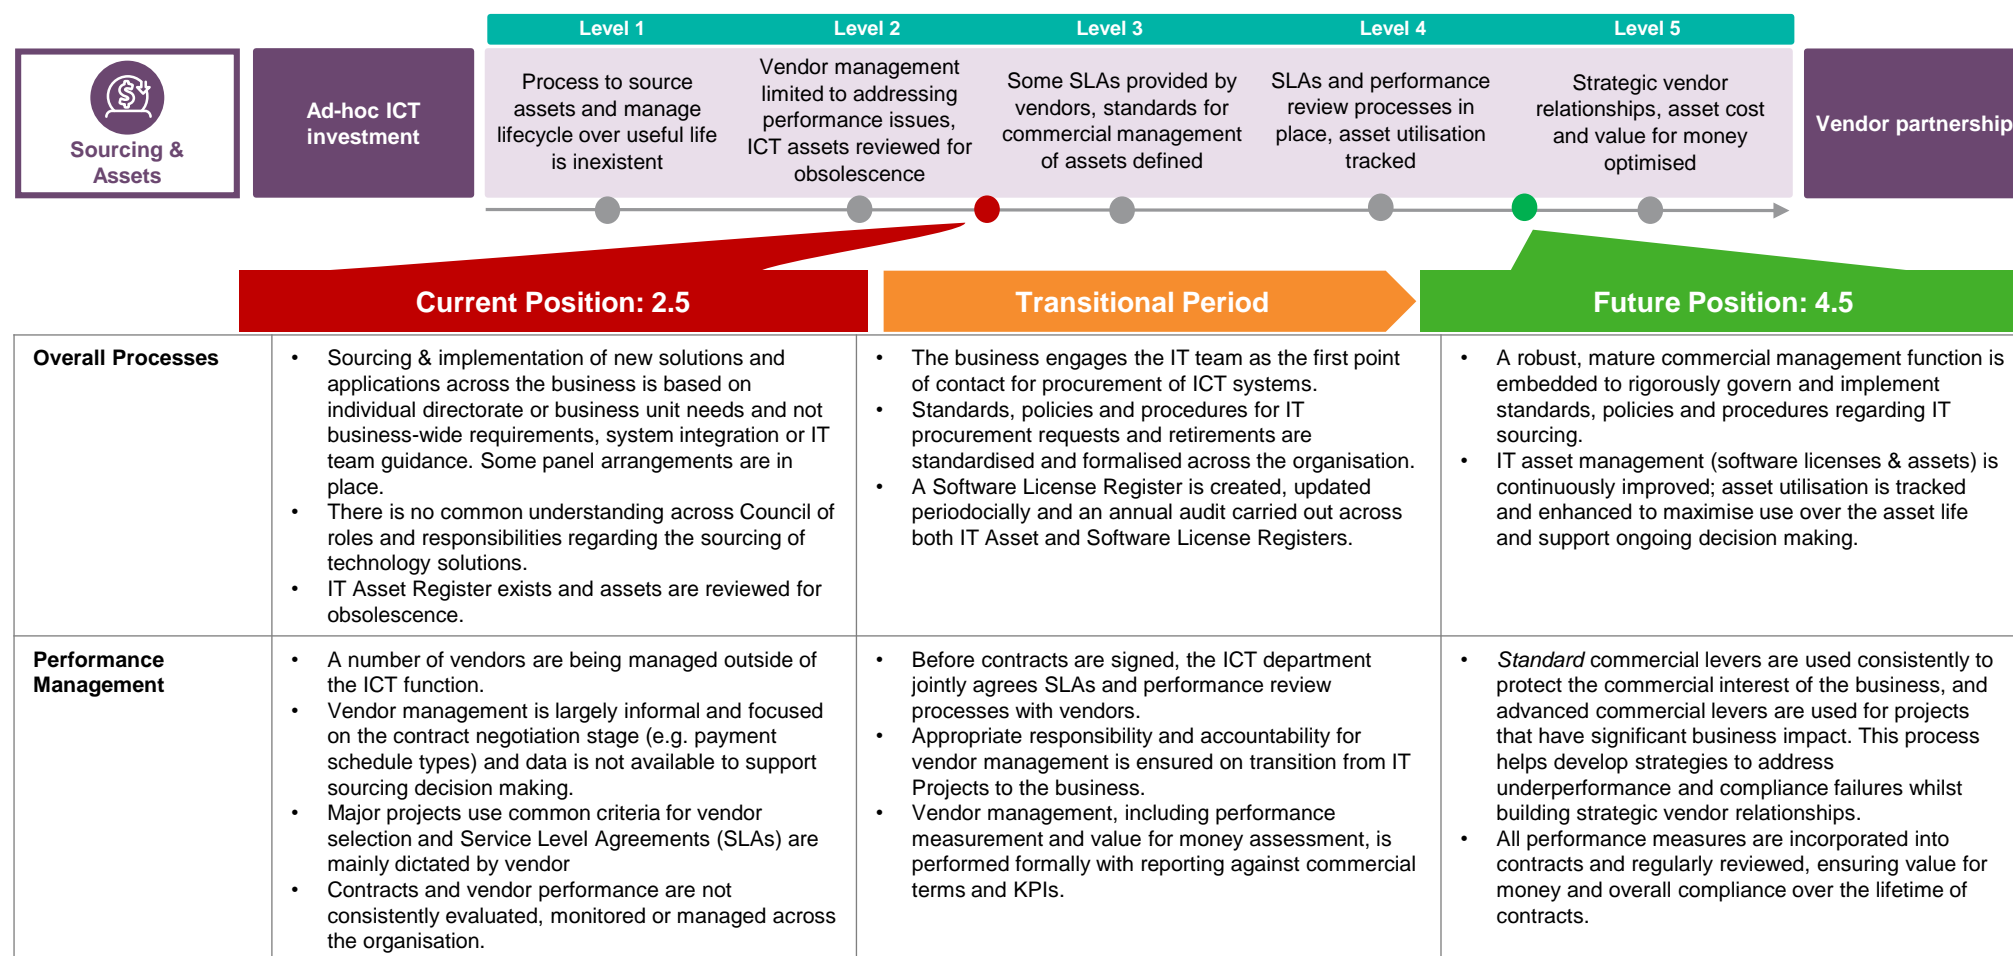 Level 1
Level 2
Level 3
Level 4
Level 5
Sourcing &
Assets
Ad-hoc ICT
investment
Process to source
assets and manage
lifecycle over useful life
is inexistent
Vendor management
limited to addressing
performance issues,
ICT assets reviewed for
obsolescence
Some SLAs provided by
vendors, standards for
commercial management
of assets defined
SLAs and performance
review processes in
place, asset utilisation
tracked
Strategic vendor
relationships, asset cost
and value for money
optimised
Vendor partnership
Current Position: 2.5
Transitional Period
Future Position: 4.5
Overall Processes
• Sourcing & implementation of new solutions and
applications across the business is based on
individual directorate or business unit needs and not
business-wide requirements, system integration or IT
team guidance. Some panel arrangements are in
place.
• There is no common understanding across Council of
roles and responsibilities regarding the sourcing of
technology solutions.
• IT Asset Register exists and assets are reviewed for
obsolescence.
• The business engages the IT team as the first point
of contact for procurement of ICT systems.
• Standards, policies and procedures for IT
procurement requests and retirements are
standardised and formalised across the organisation.
• A Software License Register is created, updated
periodocially and an annual audit carried out across
both IT Asset and Software License Registers.
• A robust, mature commercial management function is
embedded to rigorously govern and implement
standards, policies and procedures regarding IT
sourcing.
• IT asset management (software licenses & assets) is
continuously improved; asset utilisation is tracked
and enhanced to maximise use over the asset life
and support ongoing decision making.
Performance
Management
• A number of vendors are being managed outside of
the ICT function.
• Vendor management is largely informal and focused
on the contract negotiation stage (e.g. payment
schedule types) and data is not available to support
sourcing decision making.
• Major projects use common criteria for vendor
selection and Service Level Agreements (SLAs) are
mainly dictated by vendor
• Contracts and vendor performance are not
consistently evaluated, monitored or managed across
the organisation.
• Before contracts are signed, the ICT department
jointly agrees SLAs and performance review
processes with vendors.
• Appropriate responsibility and accountability for
vendor management is ensured on transition from IT
Projects to the business.
• Vendor management, including performance
measurement and value for money assessment, is
performed formally with reporting against commercial
terms and KPIs.
• Standard commercial levers are used consistently to
protect the commercial interest of the business, and
advanced commercial levers are used for projects
that have significant business impact. This process
helps develop strategies to address
underperformance and compliance failures whilst
building strategic vendor relationships.
• All performance measures are incorporated into
contracts and regularly reviewed, ensuring value for
money and overall compliance over the lifetime of
contracts.